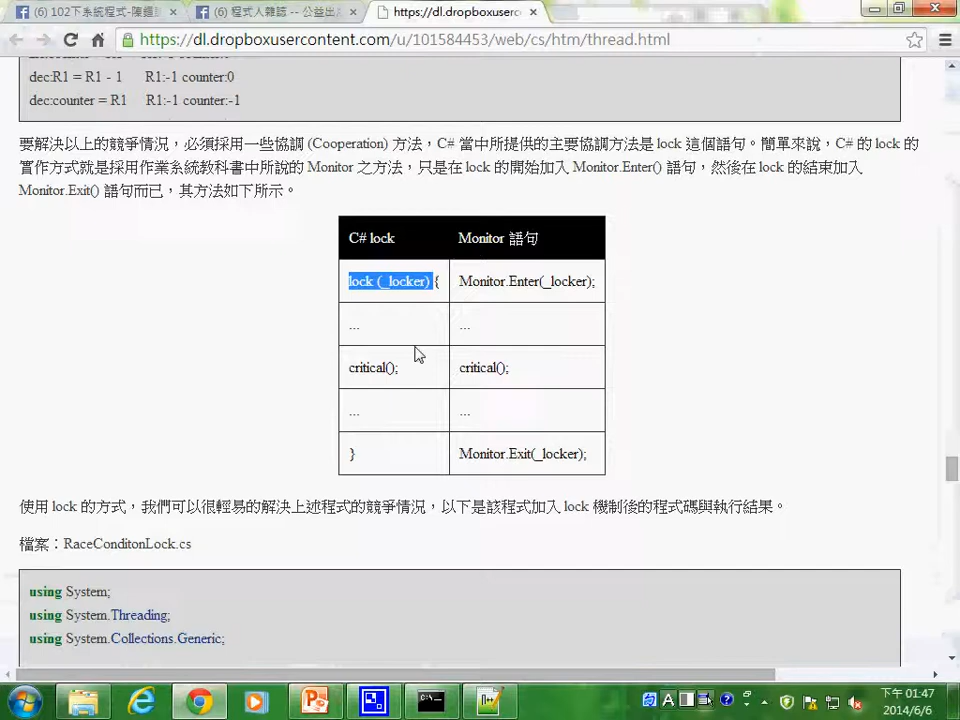 (6) 102下系統程式-陳鍾
(6) 程式人雜誌 -- 公益出
https://dl.dropboxuserc
https://dl.dropboxusercontent.com/u/101584453/web/cs/htm/thread.html
dec:R1 = R1 - 1 R1:-1 counter:0
dec:counter = R1 R1:-1 counter:-1
要解決以上的競爭情況，必須採用一些協調 (Cooperation) 方法，C# 當中所提供的主要協調方法是 lock 這個語句。簡單來說，C# 的 lock 的
實作方式就是採用作業系統教科書中所說的 Monitor 之方法，只是在 lock 的開始加入 Monitor.Enter() 語句，然後在 lock 的結束加入
Monitor.Exit() 語句而已，其方法如下所示。
C# lock Monitor 語句
lock (_locker) { Monitor.Enter(_locker);
... ...
critical(); critical();
... ...
} Monitor.Exit(_locker);
使用 lock 的方式，我們可以很輕易的解決上述程式的競爭情況，以下是該程式加入 lock 機制後的程式碼與執行結果。
檔案：RaceConditonLock.cs
using System;
using System.Threading;
using System.Collections.Generic;
下午 01:47
2014/6/6